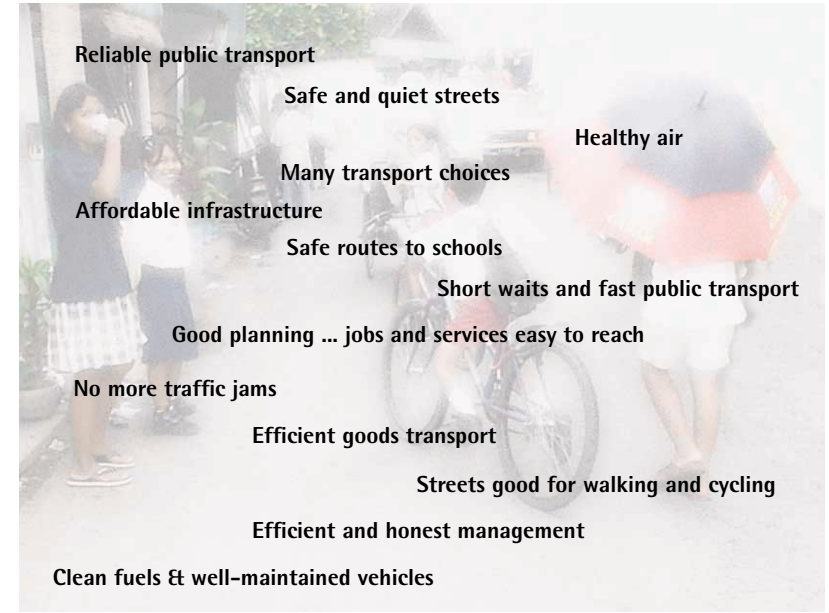 Reliable public transport
Safe and quiet streets
Healthy air
Many transport choices
Affordable infrastructure
Safe routes to schools
Short waits and fast public transport
Good planning ... jobs and services easy to reach
No more traffic jams
Efficient goods transport
Streets good for walking and cycling
Efficient and honest management
Clean fuels & well-maintained vehicles